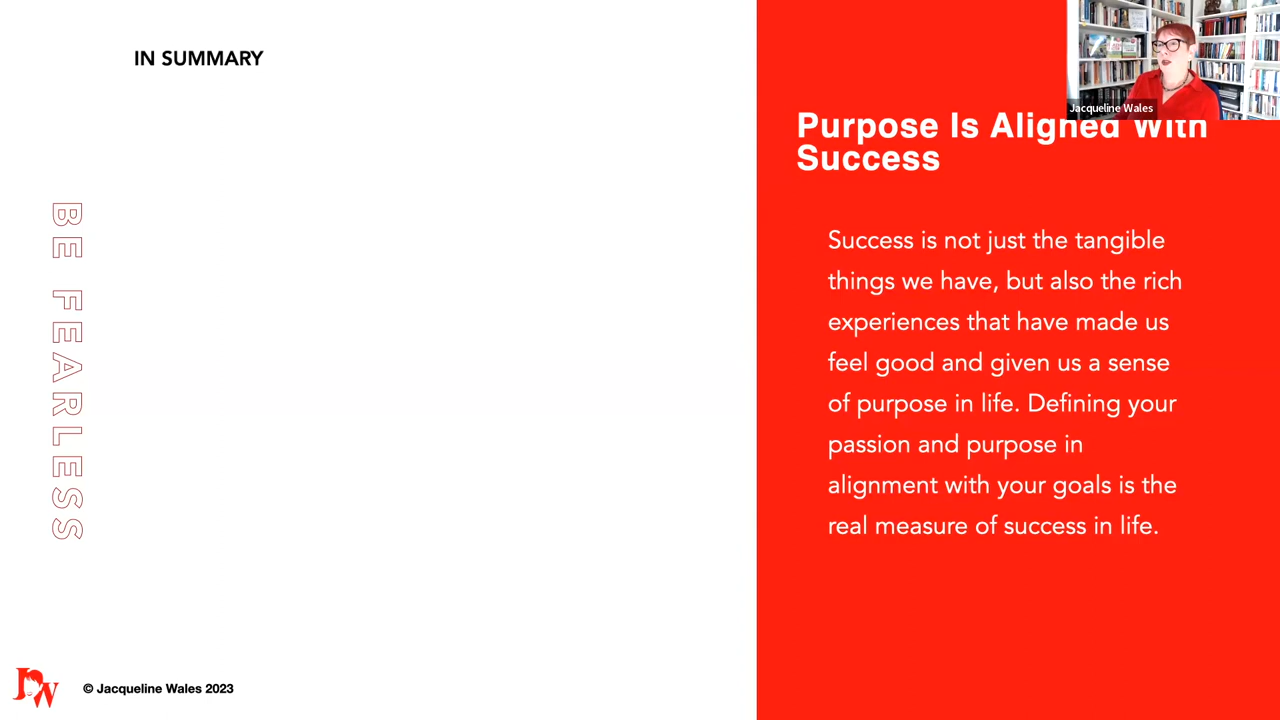 IN SUMMARY
BE FEARLESS
JW
© Jacqueline Wales 2023
Jacqueline Wales
Purpose Is Aligned With
Success
Success is not just the tangible
things we have, but also the rich
experiences that have made us
feel good and given us a sense
of purpose in life. Defining your
passion and purpose in
alignment with your goals is the
real measure of success in life.